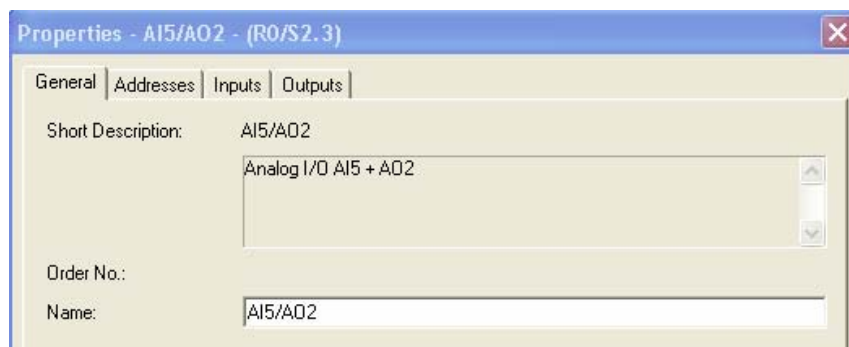 Properties - AI5/AO2 - (R0/S2.3)
General Addresses Inputs Outputs
Short Description: AI5/AO2
Analog I/O AI5 + AO2
Order No.:
Name: AI5/AO2